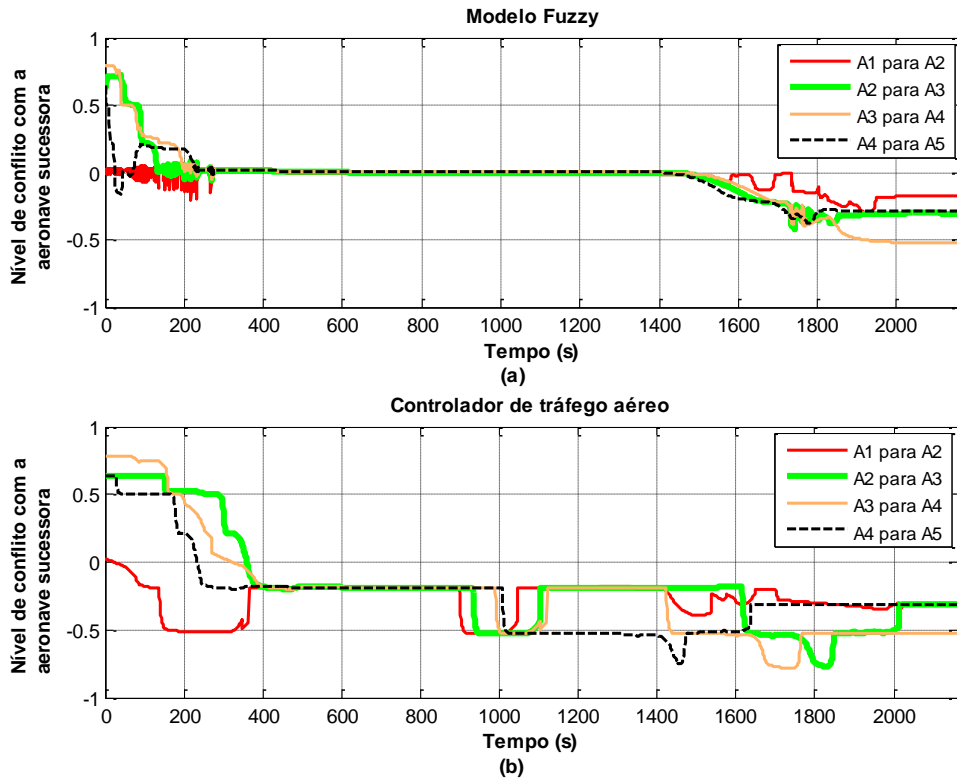 Modelo Fuzzy
Nível de conflito com a
aeronave sucessora
1
0.5
0
-0.5
-1
A1 para A2
A2 para A3
A3 para A4
A4 para A5
0 200 400 600 800 1000 1200 1400 1600 1800 2000
Tempo (s)
(a)
Controlador de tráfego aéreo
Nível de conflito com a
aeronave sucessora
1
0.5
0
-0.5
-1
A1 para A2
A2 para A3
A3 para A4
A4 para A5
0 200 400 600 800 1000 1200 1400 1600 1800 2000
Tempo (s)
(b)